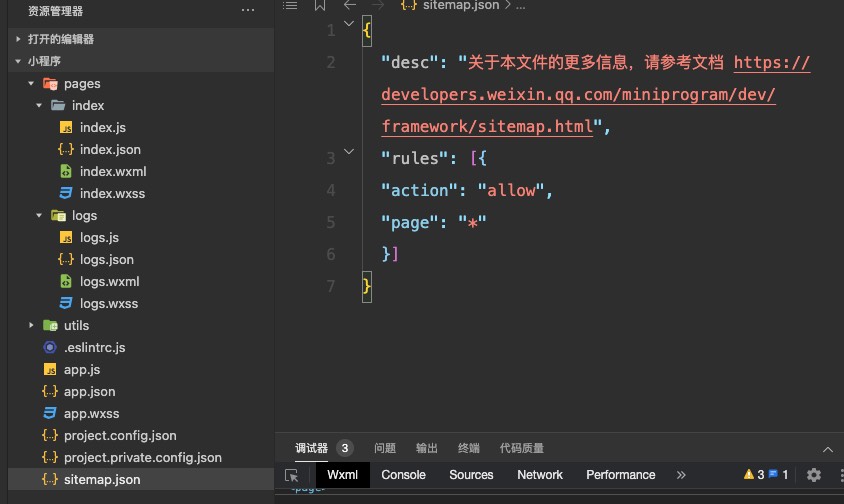 资源管理器 ···
打开的编辑器
小程序
pages
index
index.js
index.json
index.wxml
index.wxss
logs
logs.js
logs.json
logs.wxml
logs.wxss
utils
.eslintrc.js
app.js
app.json
app.wxss
project.config.json
project.private.config.json
sitemap.json
{..} sitemap.json > ...
1 {
2 "desc": "关于本文件的更多信息，请参考文档 https://
developers.weixin.qq.com/miniprogram/dev/
framework/sitemap.html",
3 "rules": [{
4 "action": "allow",
5 "page": "*"
6 }]
7 }
调试器 3 问题 输出 终端 代码质量
Wxml Console Sources Network Performance » 3 1
<page>